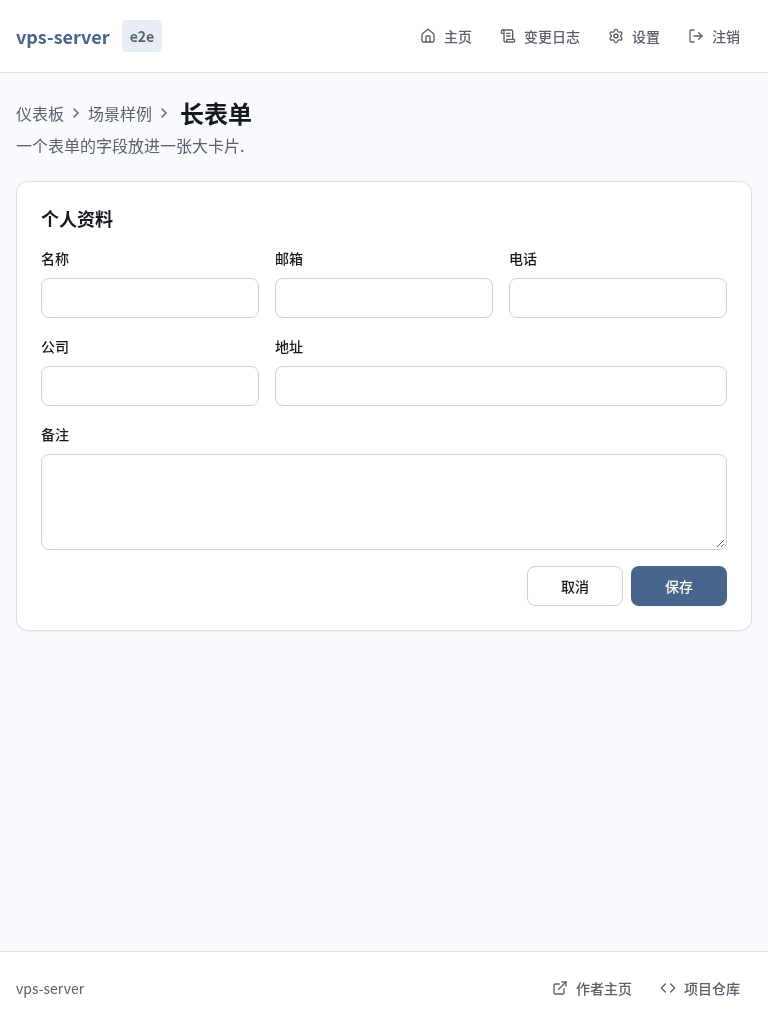 vps-server e2e 主页 变更日志 设置 注销
仪表板 场景样例 长表单
一个表单的字段放进一张大卡片.
个人资料
名称 邮箱 电话
公司 地址
备注
取消 保存
vps-server 作者主页 项目仓库